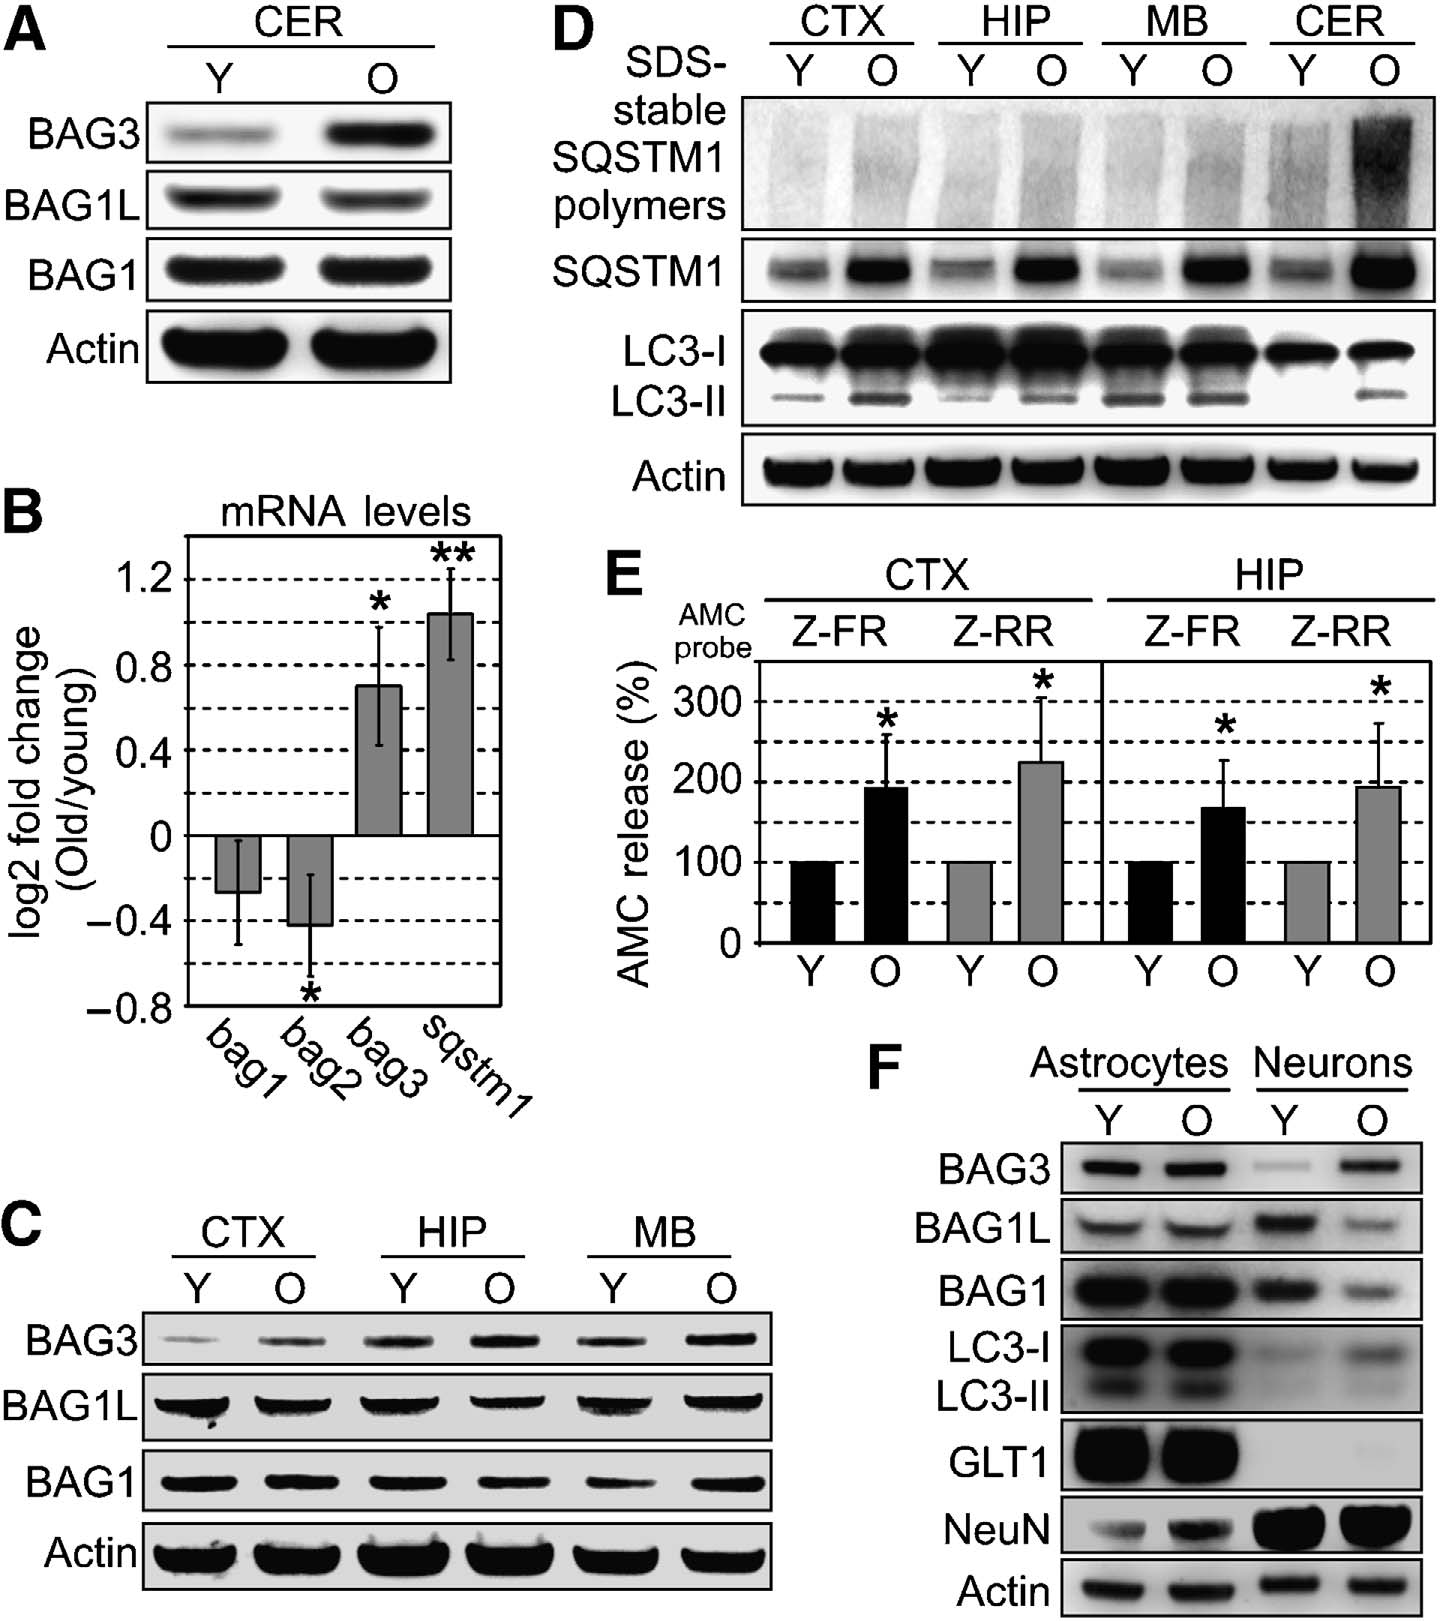 A
CER
Y O
BAG3
BAG1L
BAG1
Actin
B
mRNA levels
log2 fold change
(Old/young)
1.2
0.8
0.4
0
−0.4
−0.8
* **
*
bag1 bag2 bag3 sqstm1
C
CTX HIP MB
Y O Y O Y O
BAG3
BAG1L
BAG1
Actin
D
CTX HIP MB CER
Y O Y O Y O Y O
SDS-
stable
SQSTM1
polymers
SQSTM1
LC3-I
LC3-II
Actin
E
CTX HIP
AMC
probe
Z-FR Z-RR Z-FR Z-RR
AMC release (%)
300
200
100
0
* * * *
Y O Y O Y O Y O
F
Astrocytes Neurons
Y O Y O
BAG3
BAG1L
BAG1
LC3-I
LC3-II
GLT1
NeuN
Actin